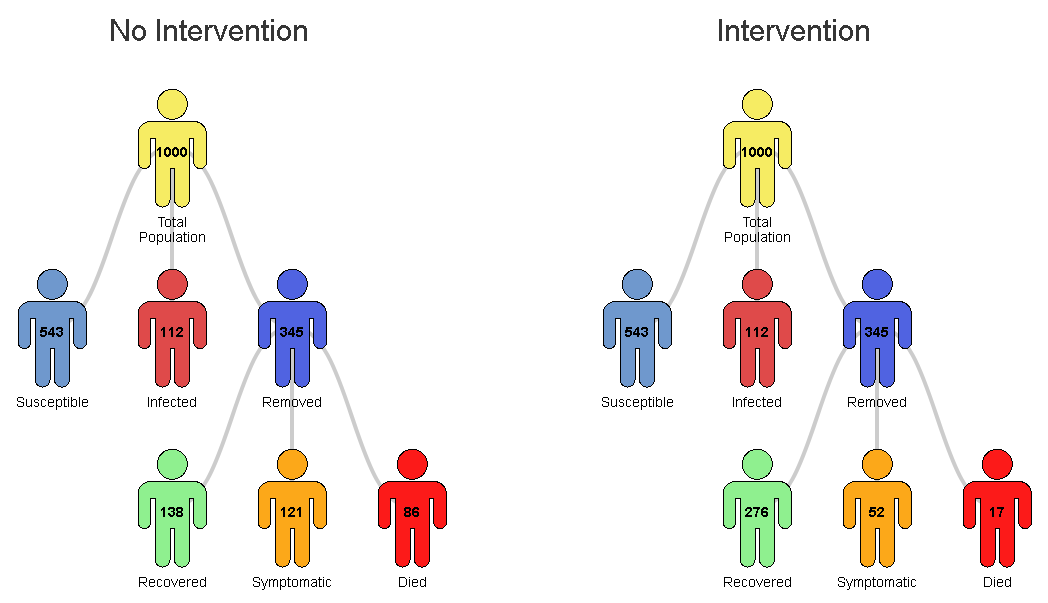 No Intervention
1000
Total
Population
543
Susceptible
112
Infected
345
Removed
138
Recovered
121
Symptomatic
86
Died
Intervention
1000
Total
Population
543
Susceptible
112
Infected
345
Removed
276
Recovered
52
Symptomatic
17
Died